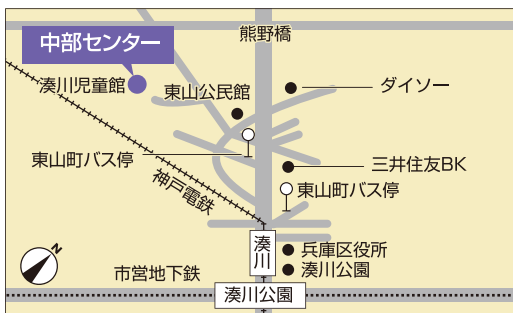 熊野橋
中部センター
湊川児童館
東山公民館
ダイソー
東山町バス停
三井住友BK
神戸電鉄
東山町バス停
湊川
兵庫区役所
湊川公園
N
市営地下鉄
湊川公園